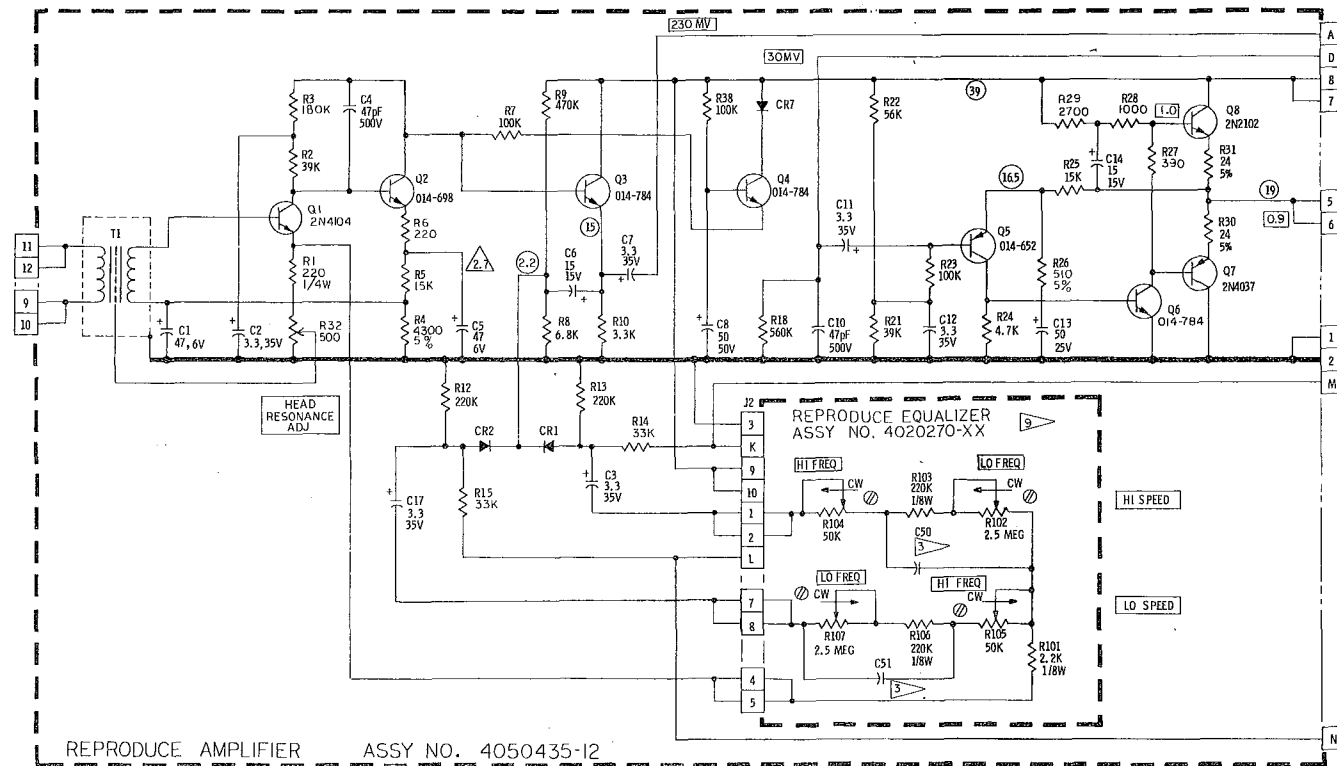 230 MV
A
30MV
D
8
7
R3
180K
C4
47pF
500V
R9
470K
R7
100K
R38
100K
CR7
R22
56K
39
R29
2700
R28
1000
1.0
Q8
2N2102
R2
39K
Q2
014-698
Q3
014-784
Q4
014-784
R25
15K
C14
15
15V
R27
390
R31
24
5%
16.5
19
5
6
0.9
Q1
2N4104
R6
220
15
C7
3.3
35V
C11
3.3
35V
Q5
014-652
R30
24
5%
T1
11
12
9
10
R1
220
1/4W
R5
15K
2.7
2.2
C6
15
15V
R23
100K
R26
510
5%
Q7
2N4037
Q6
014-784
C1
47,6V
C2
3.3,35V
R32
500
R4
4300
5%
C5
47
6V
R8
6.8K
R10
3.3K
C8
50
50V
R18
560K
C10
47pF
500V
R21
39K
C12
3.3
35V
R24
4.7K
C13
50
25V
1
2
M
HEAD
RESONANCE
ADJ
R12
220K
R13
220K
R14
33K
CR2
CR1
C17
3.3
35V
R15
33K
C3
3.3
35V
J2
3
K
9
10
1
2
L
7
8
4
5
REPRODUCE EQUALIZER
ASSY NO. 4020270-XX
9
HI FREQ
LO FREQ
CW
R103
220K
1/8W
CW
R104
50K
C50
3
R102
2.5 MEG
HI SPEED
LO FREQ
HI FREQ
CW
CW
LO SPEED
R107
2.5 MEG
R106
220K
1/8W
R105
50K
C51
3
R101
2.2K
1/8W
N
REPRODUCE AMPLIFIER ASSY NO. 4050435-12